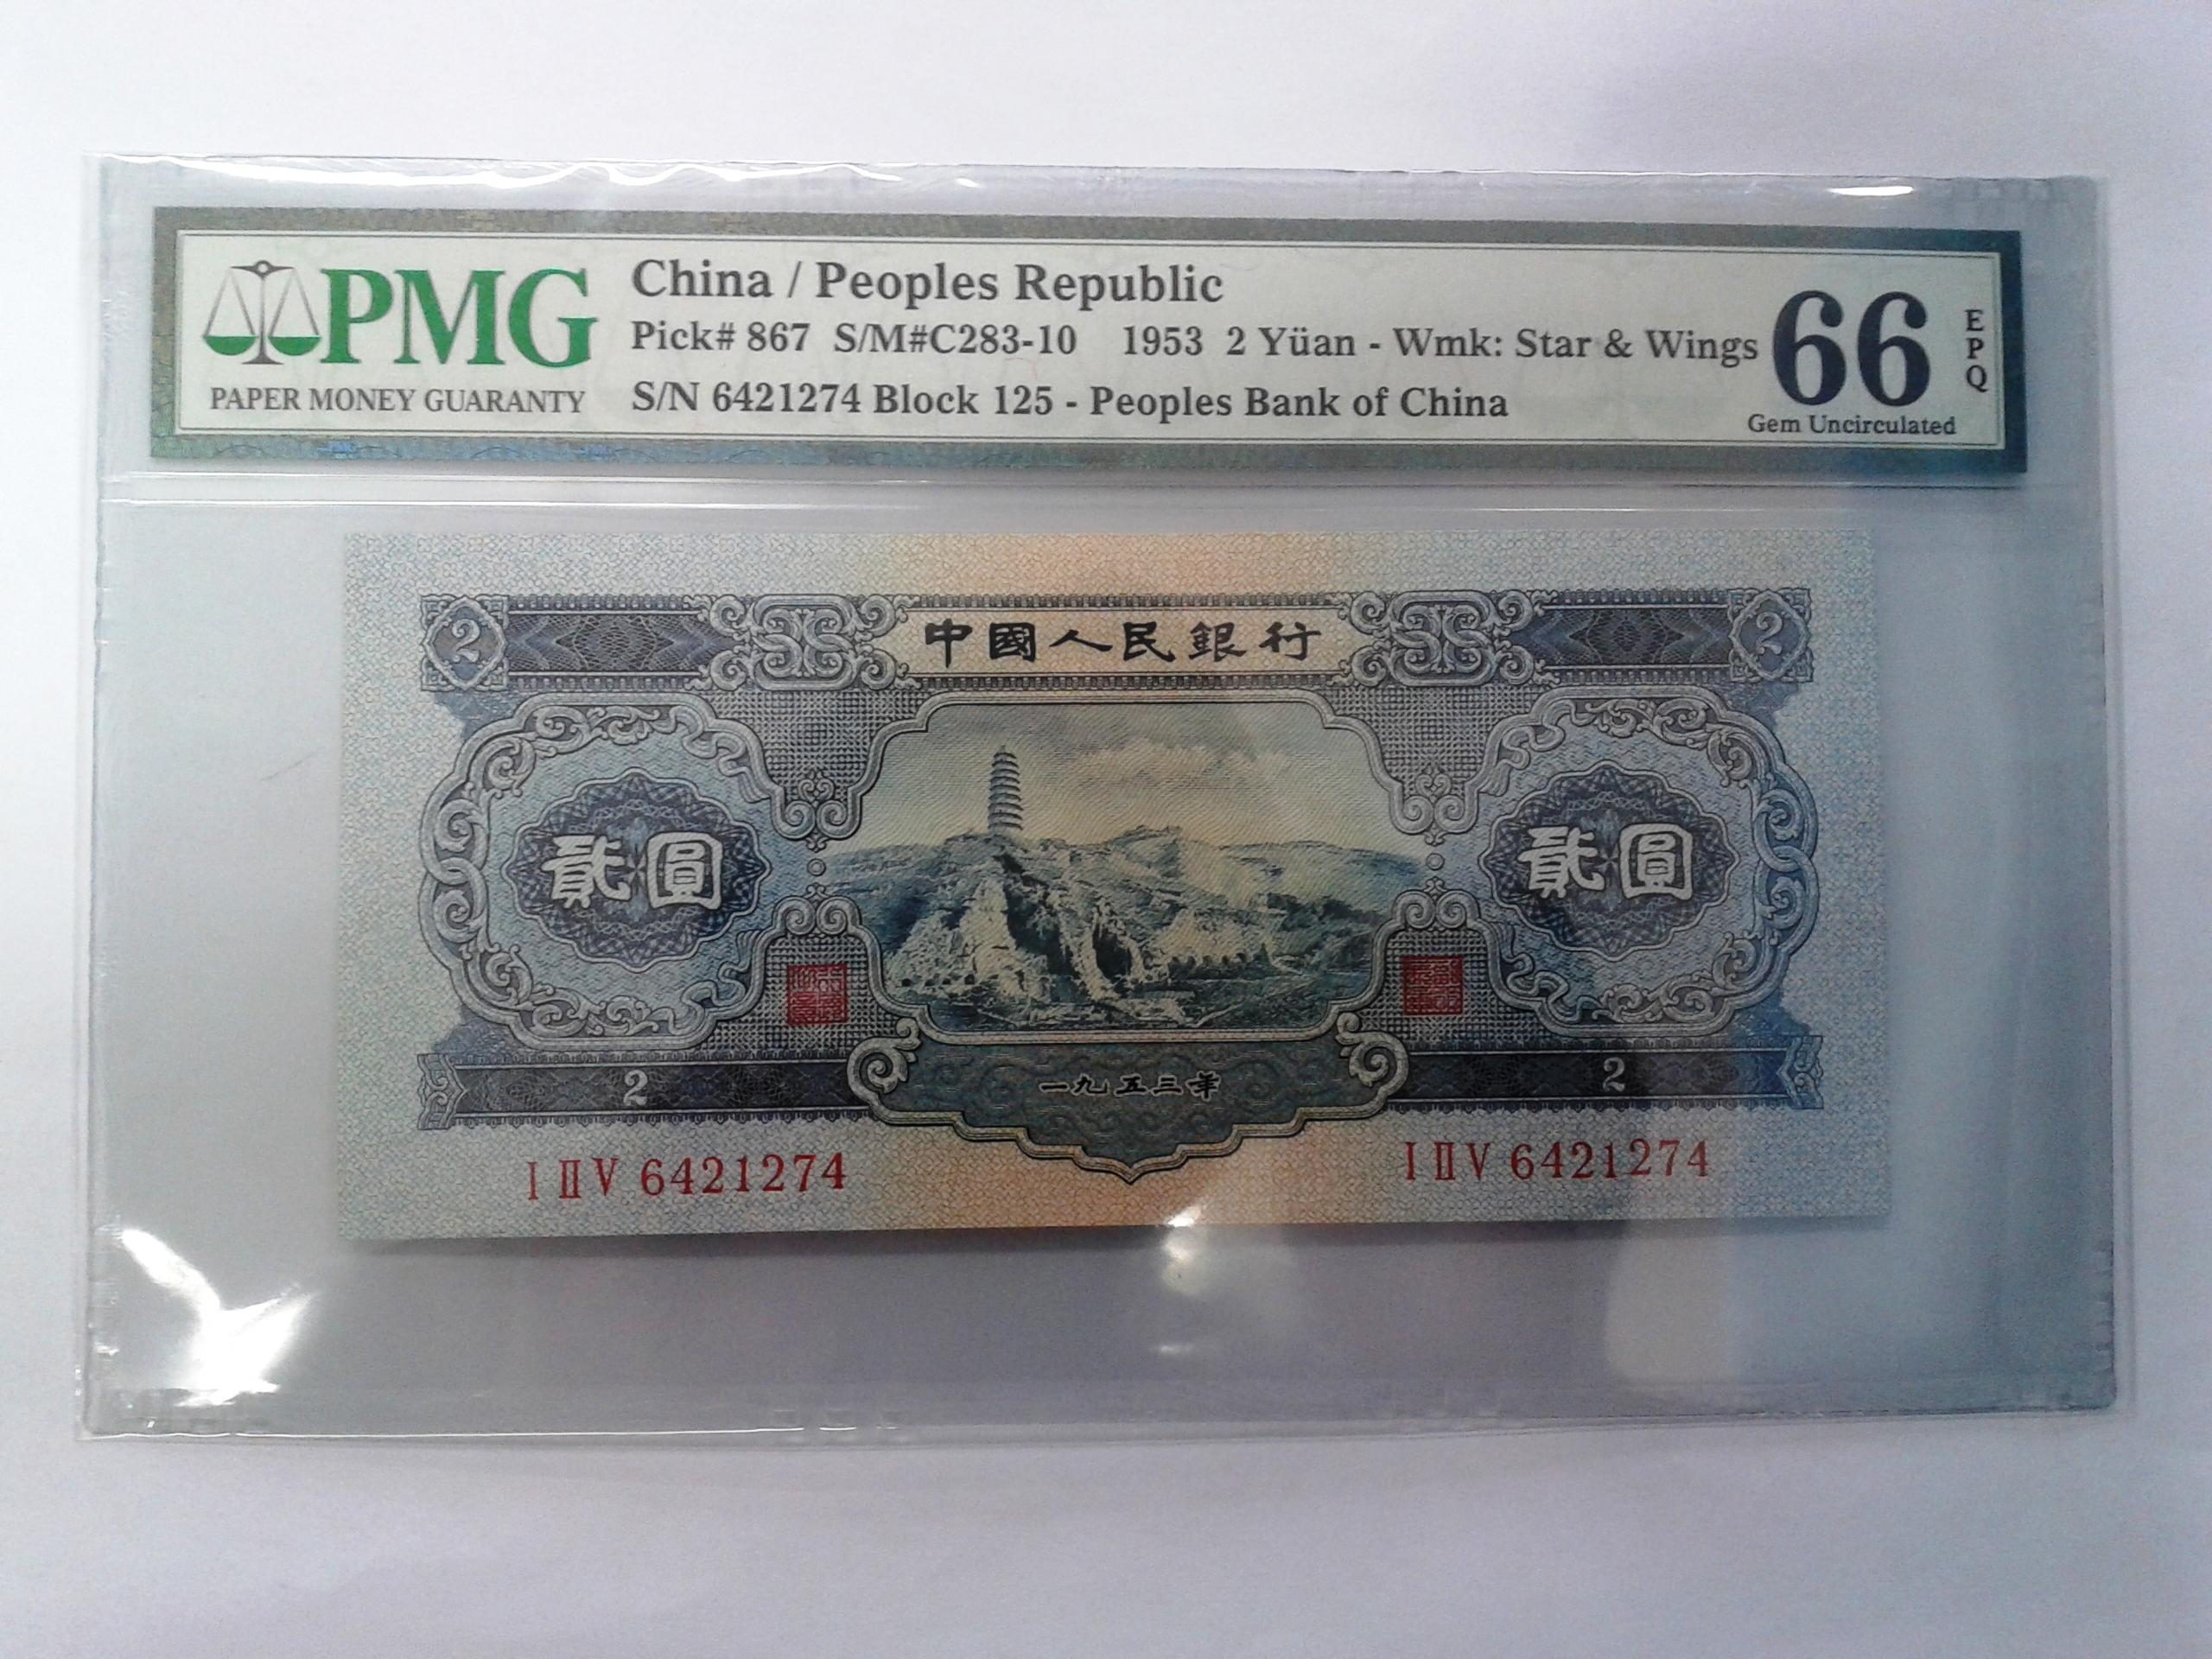 PMG
PAPER MONEY GUARANTY
China / Peoples Republic
Pick# 867 S/M#C283-10 1953 2 Yüan - Wmk: Star & Wings
S/N 6421274 Block 125 - Peoples Bank of China
66
EPQ
Gem Uncirculated
2
中國人民銀行
2
貳圓
貳圓
2
一九五三年
2
I II V 6421274
I II V 6421274